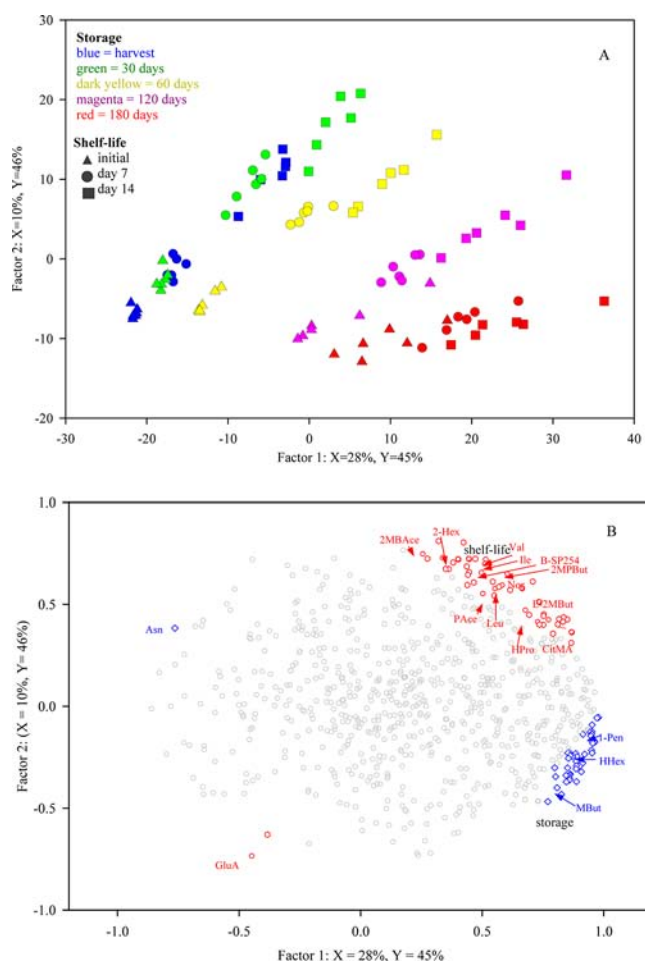 Storage
A
blue = harvest
green = 30 days
dark yellow = 60 days
magenta = 120 days
red = 180 days
Shelf-life
initial
day 7
day 14
30
20
10
0
-10
-20
Factor 2: X=10%, Y=46%
-30
-20
-10
0
10
20
30
40
Factor 1: X=28%, Y=45%
B
1.0
0.5
0.0
-0.5
-1.0
Factor 2: (X = 10%, Y= 46%)
2MBAce
2-Hex
shelf-life
Val
Ile
B-SP254
2MPBut
PAce
Leu
HPro
CitMA
Asn
1-Pen
HHex
MBut
storage
GluA
-1.0
-0.5
0.0
0.5
1.0
Factor 1: X = 28%, Y = 45%